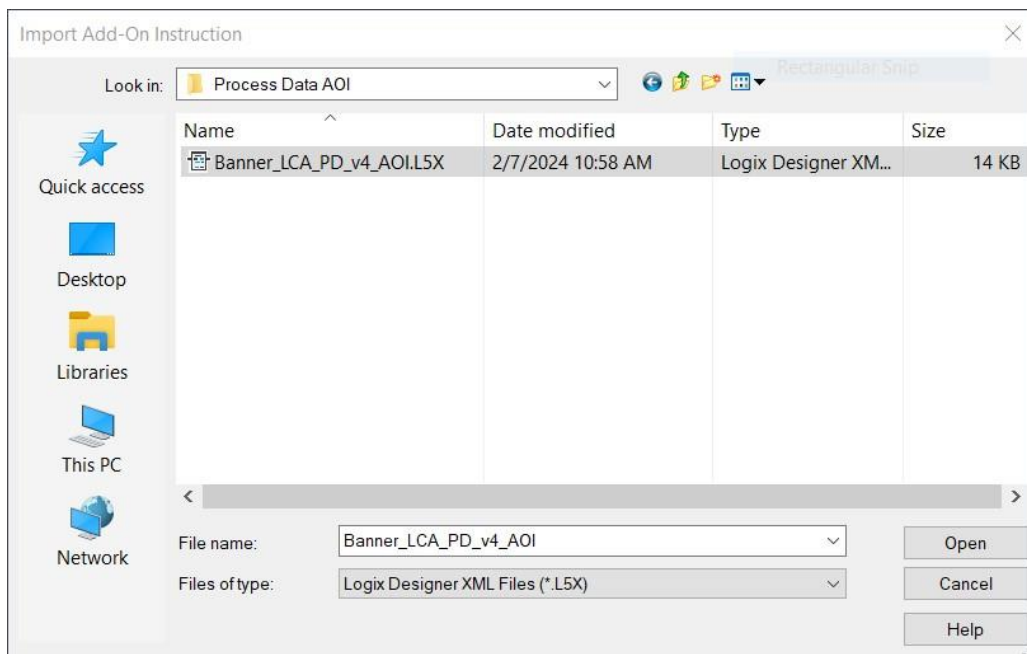 Import Add-On Instruction
Rectangular Snip
Look in: Process Data AOI
Name Date modified Type Size
Banner_LCA_PD_v4_AOI.L5X 2/7/2024 10:58 AM Logix Designer XM... 14 KB
Quick access
Desktop
Libraries
This PC
Network
File name: Banner_LCA_PD_v4_AOI Open
Files of type: Logix Designer XML Files (*.L5X) Cancel
Help